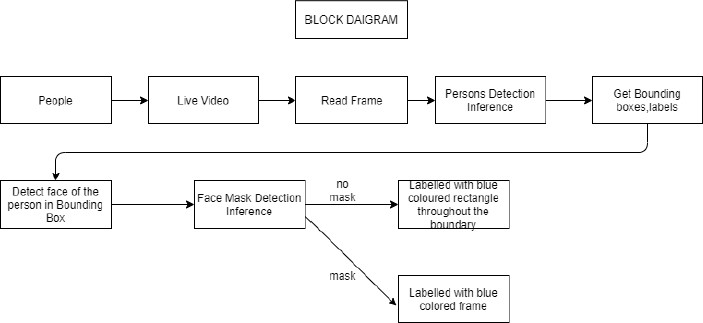 BLOCK DAIGRAM
People
Live Video
Read Frame
Persons Detection
Inference
Get Bounding
boxes,labels
Detect face of the
person in Bounding
Box
Face Mask Detection
Inference
no
mask
Labelled with blue
coloured rectangle
throughout the
boundary
mask
Labelled with blue
colored frame